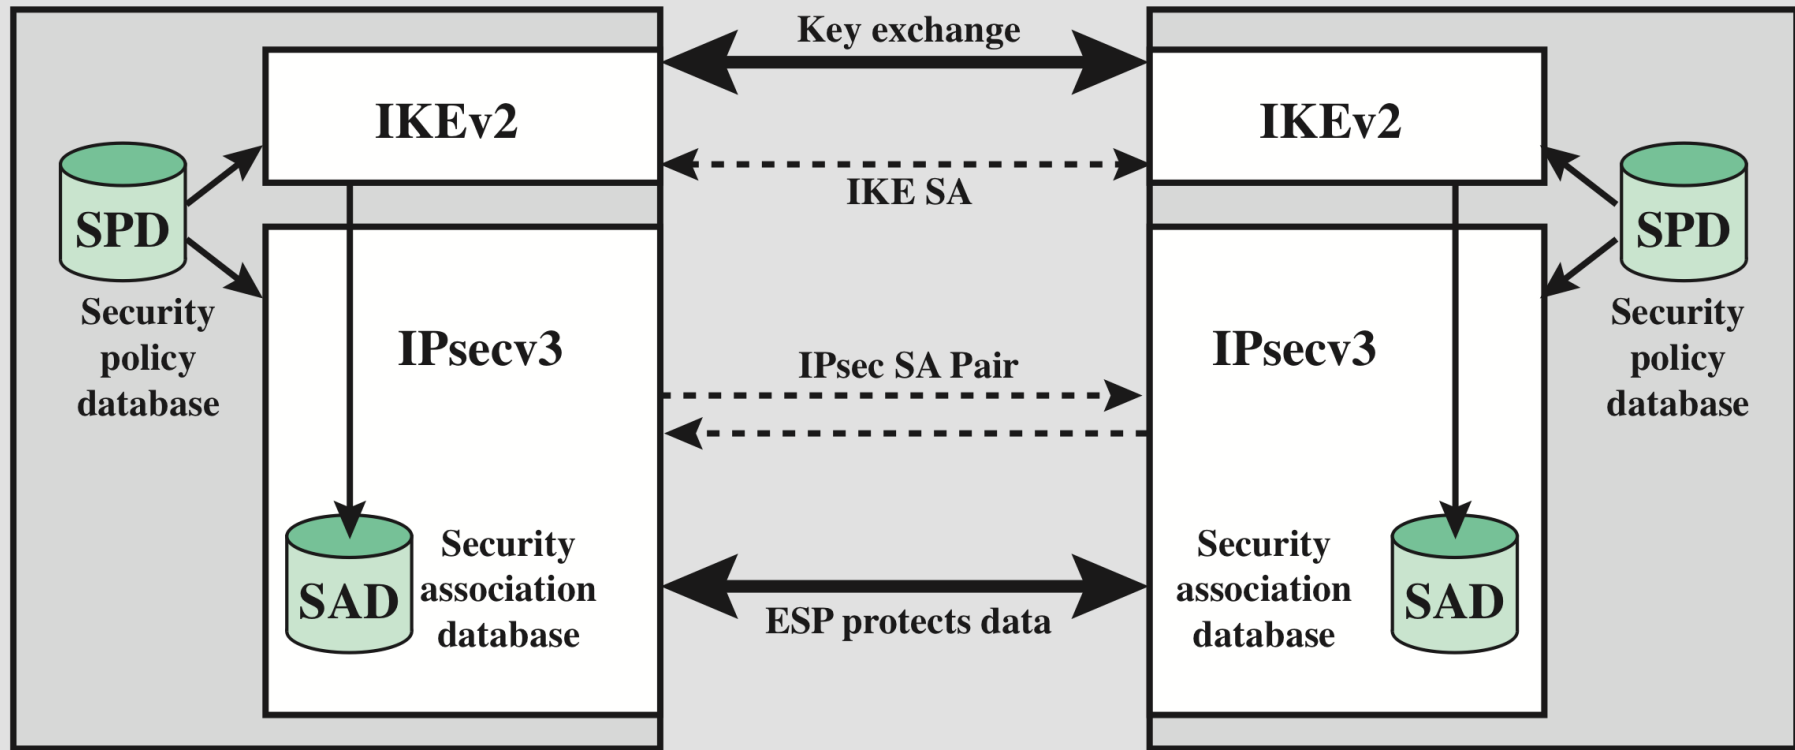 Key exchange
IKEv2
IKEv2
IKE SA
SPD
SPD
Security
policy
database
Security
policy
database
IPsecv3
IPsecv3
IPsec SA Pair
SAD
Security
association
database
Security
association
database
SAD
ESP protects data